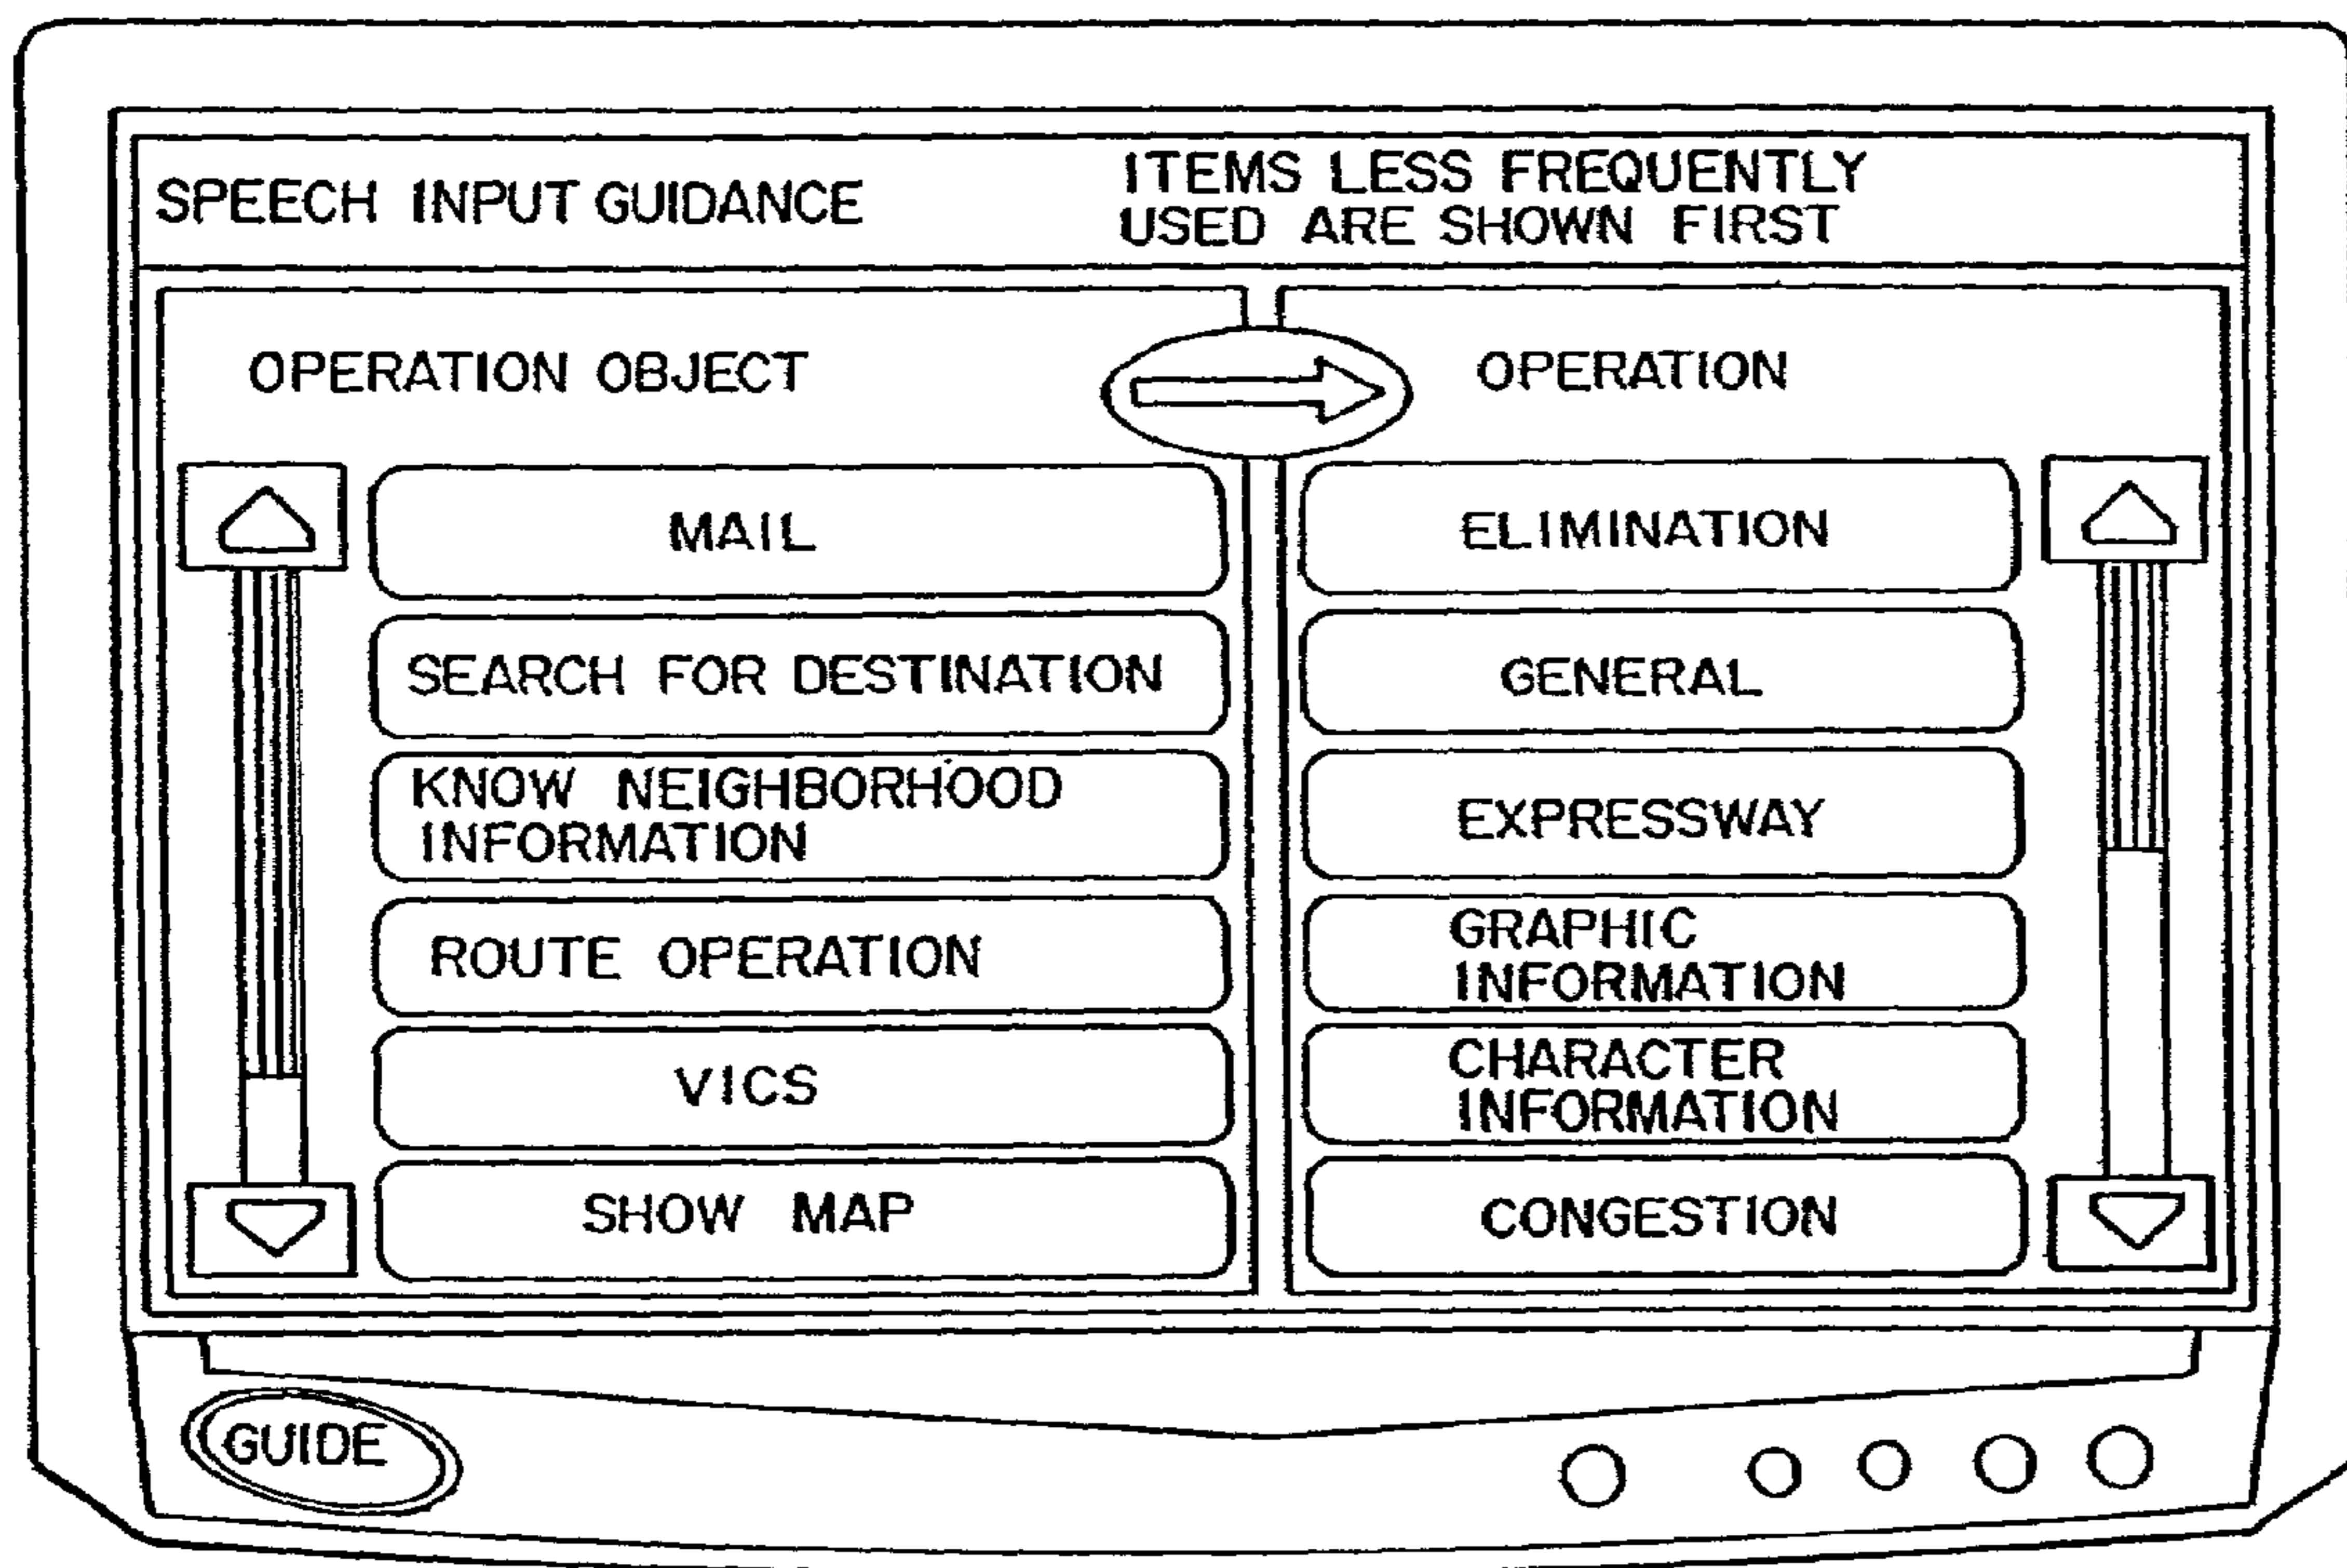 SPEECH INPUT GUIDANCE
ITEMS LESS FREQUENTLY
USED ARE SHOWN FIRST
OPERATION OBJECT
MAIL
SEARCH FOR DESTINATION
KNOW NEIGHBORHOOD
INFORMATION
ROUTE OPERATION
VICS
SHOW MAP
OPERATION
ELIMINATION
GENERAL
EXPRESSWAY
GRAPHIC
INFORMATION
CHARACTER
INFORMATION
CONGESTION
GUIDE